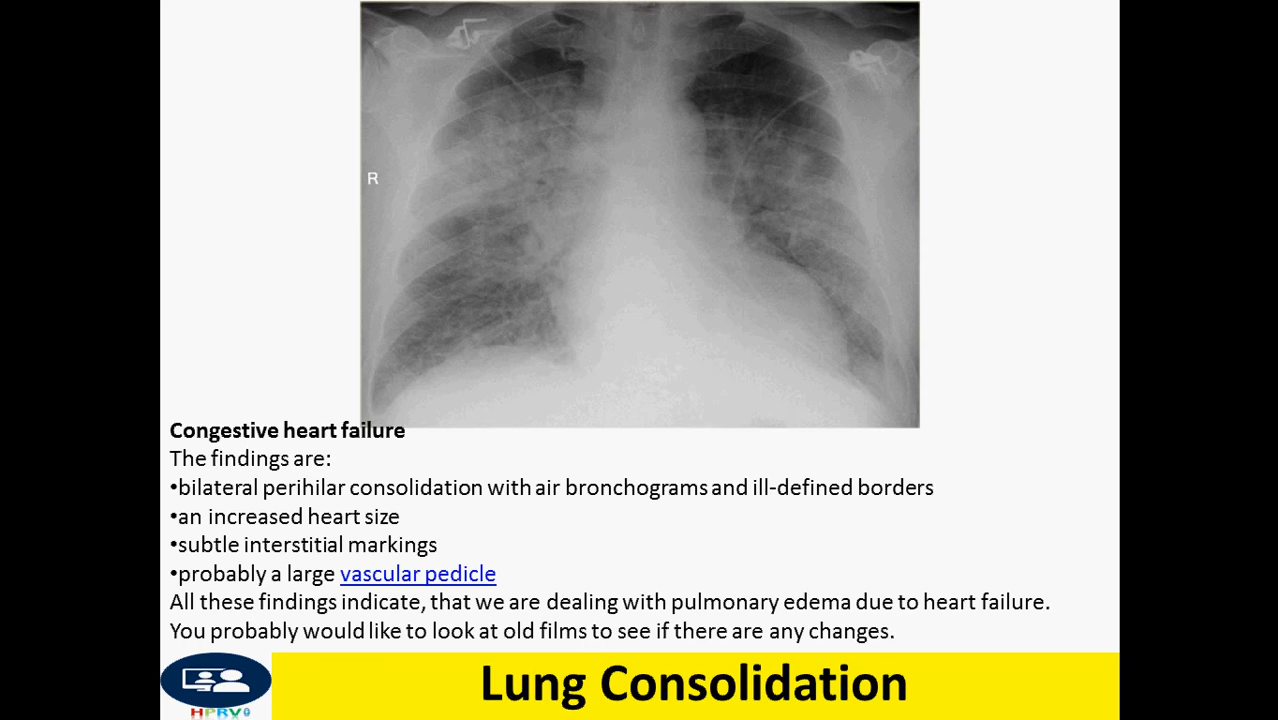 R
Congestive heart failure
The findings are:
•bilateral perihilar consolidation with air bronchograms and ill-defined borders
•an increased heart size
•subtle interstitial markings
•probably a large vascular pedicle
All these findings indicate, that we are dealing with pulmonary edema due to heart failure.
You probably would like to look at old films to see if there are any changes.
Lung Consolidation
HPRV